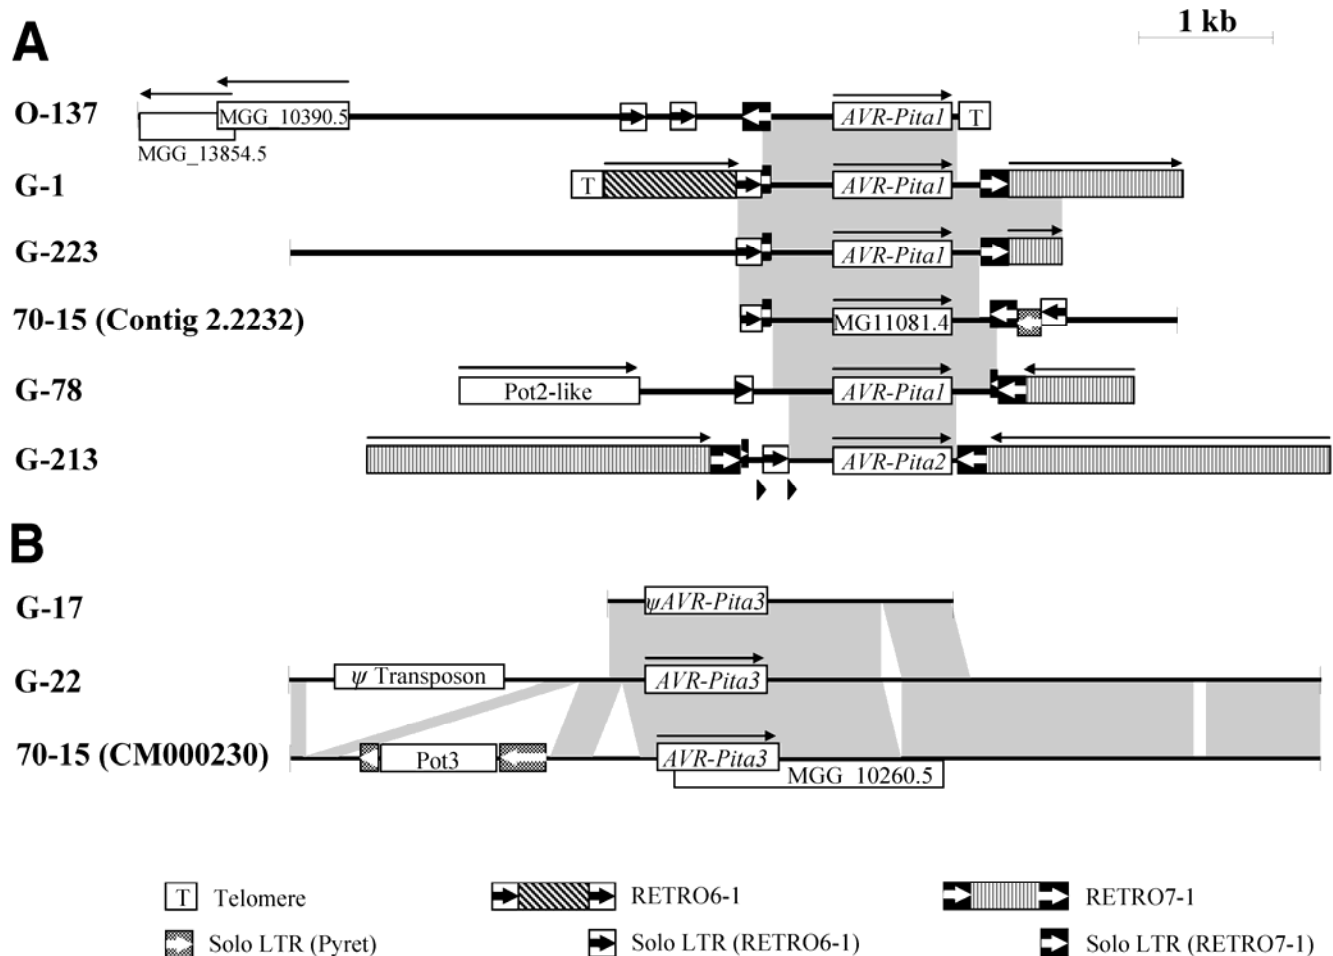 A
1 kb
O-137
MGG_10390.5
AVR-Pita1
T
MGG_13854.5
G-1
T
AVR-Pita1
G-223
AVR-Pita1
70-15 (Contig 2.2232)
MG11081.4
G-78
Pot2-like
AVR-Pita1
G-213
AVR-Pita2
B
G-17
ψAVR-Pita3
G-22
ψ Transposon
AVR-Pita3
70-15 (CM000230)
Pot3
AVR-Pita3
MGG_10260.5
T Telomere
RETRO6-1
RETRO7-1
Solo LTR (Pyret)
Solo LTR (RETRO6-1)
Solo LTR (RETRO7-1)